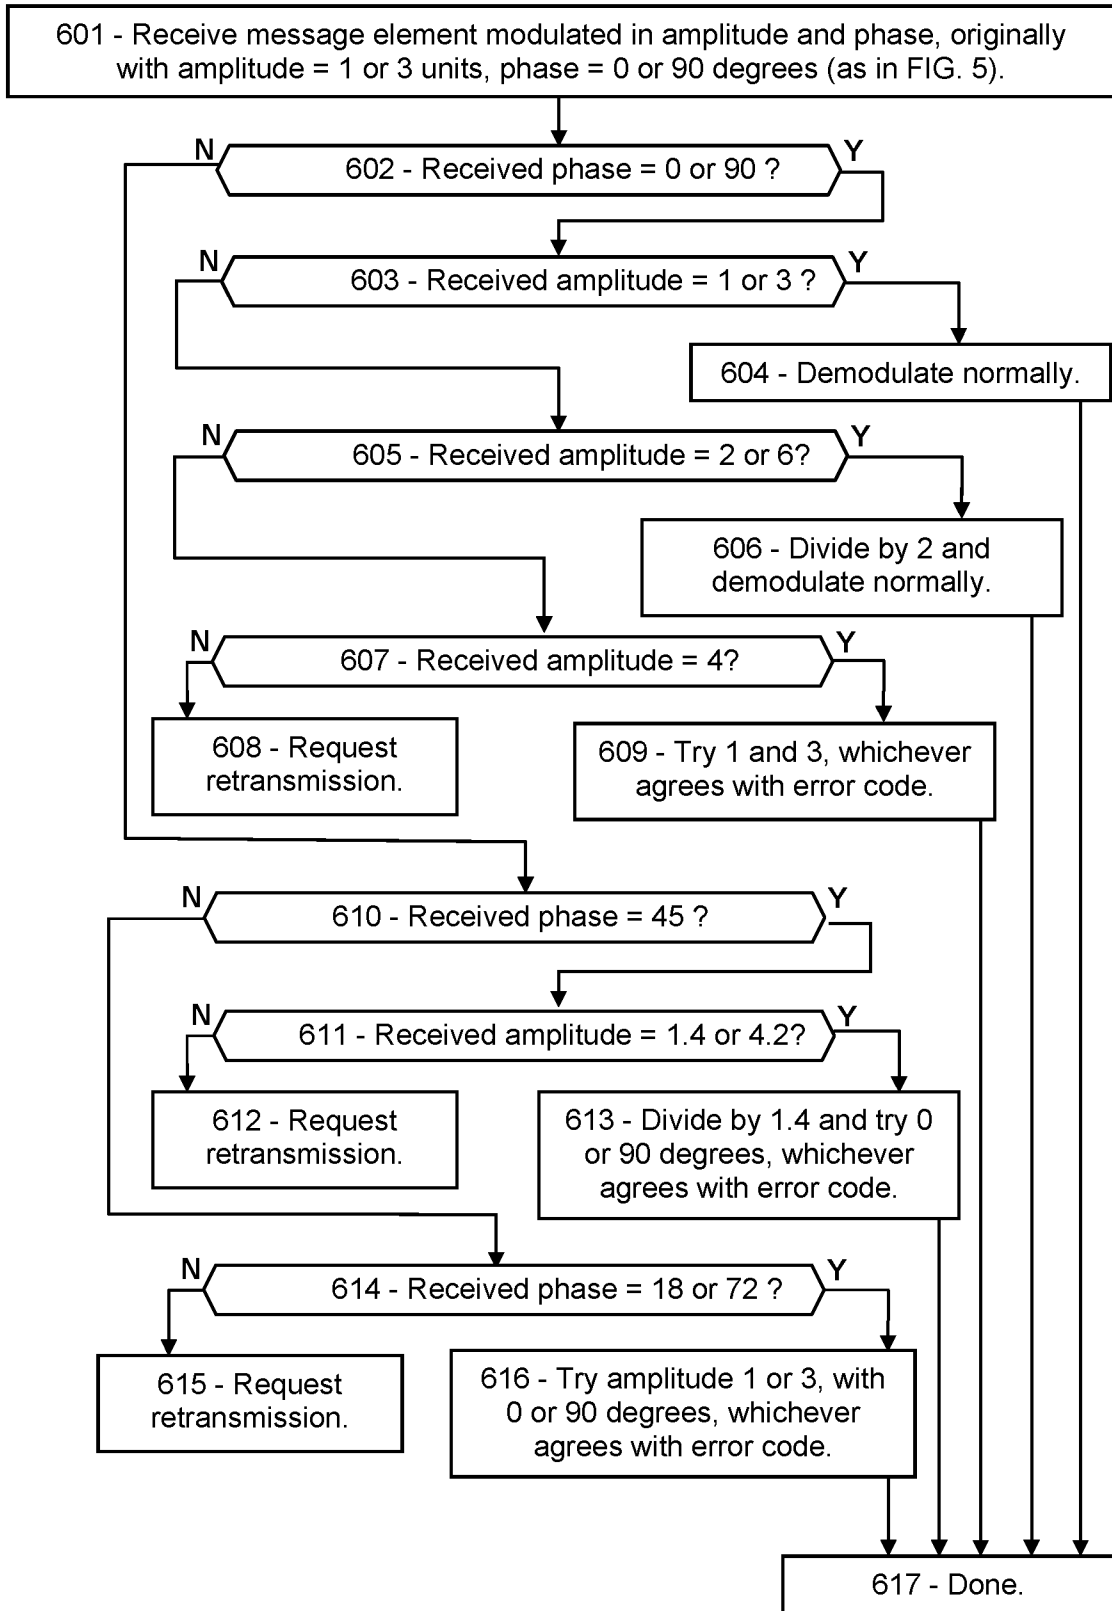 601 - Receive message element modulated in amplitude and phase, originally
with amplitude = 1 or 3 units, phase = 0 or 90 degrees (as in FIG. 5).
N
Y
602 - Received phase = 0 or 90 ?
N
Y
603 - Received amplitude = 1 or 3 ?
604 - Demodulate normally.
N
Y
605 - Received amplitude = 2 or 6?
606 - Divide by 2 and
demodulate normally.
N
Y
607 - Received amplitude = 4?
608 - Request
retransmission.
609 - Try 1 and 3, whichever
agrees with error code.
N
Y
610 - Received phase = 45 ?
N
Y
611 - Received amplitude = 1.4 or 4.2?
612 - Request
retransmission.
613 - Divide by 1.4 and try 0
or 90 degrees, whichever
agrees with error code.
N
Y
614 - Received phase = 18 or 72 ?
615 - Request
retransmission.
616 - Try amplitude 1 or 3, with
0 or 90 degrees, whichever
agrees with error code.
617 - Done.